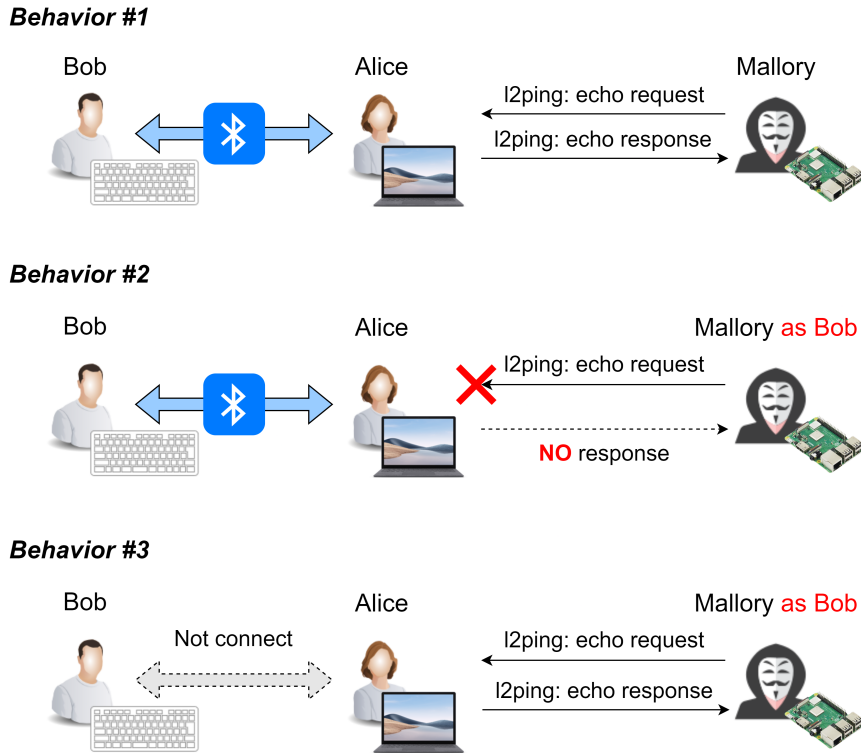 Behavior #1
Bob
Alice
Mallory
l2ping: echo request
l2ping: echo response
Behavior #2
Bob
Alice
Mallory as Bob
l2ping: echo request
NO response
Behavior #3
Bob
Alice
Mallory as Bob
Not connect
l2ping: echo request
l2ping: echo response